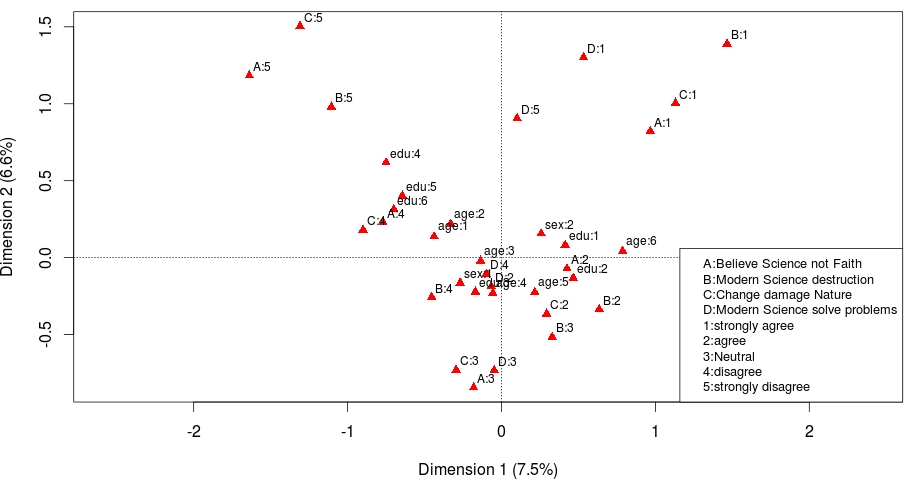 C:5
B:1
D:1
A:5
B:5
C:1
D:5
A:1
edu:4
edu:5
edu:6
A:4
C:4
age:2
age:1
sex:2
edu:1
age:6
age:3
D:4
A:2
edu:2
D:2
age:4
age:5
B:4
C:2
B:2
B:3
C:3
D:3
A:3
A:Believe Science not Faith
B:Modern Science destruction
C:Change damage Nature
D:Modern Science solve problems
1:strongly agree
2:agree
3:Neutral
4:disagree
5:strongly disagree
1.5
1.0
0.5
0.0
-0.5
Dimension 2 (6.6%)
-2
-1
0
1
2
Dimension 1 (7.5%)